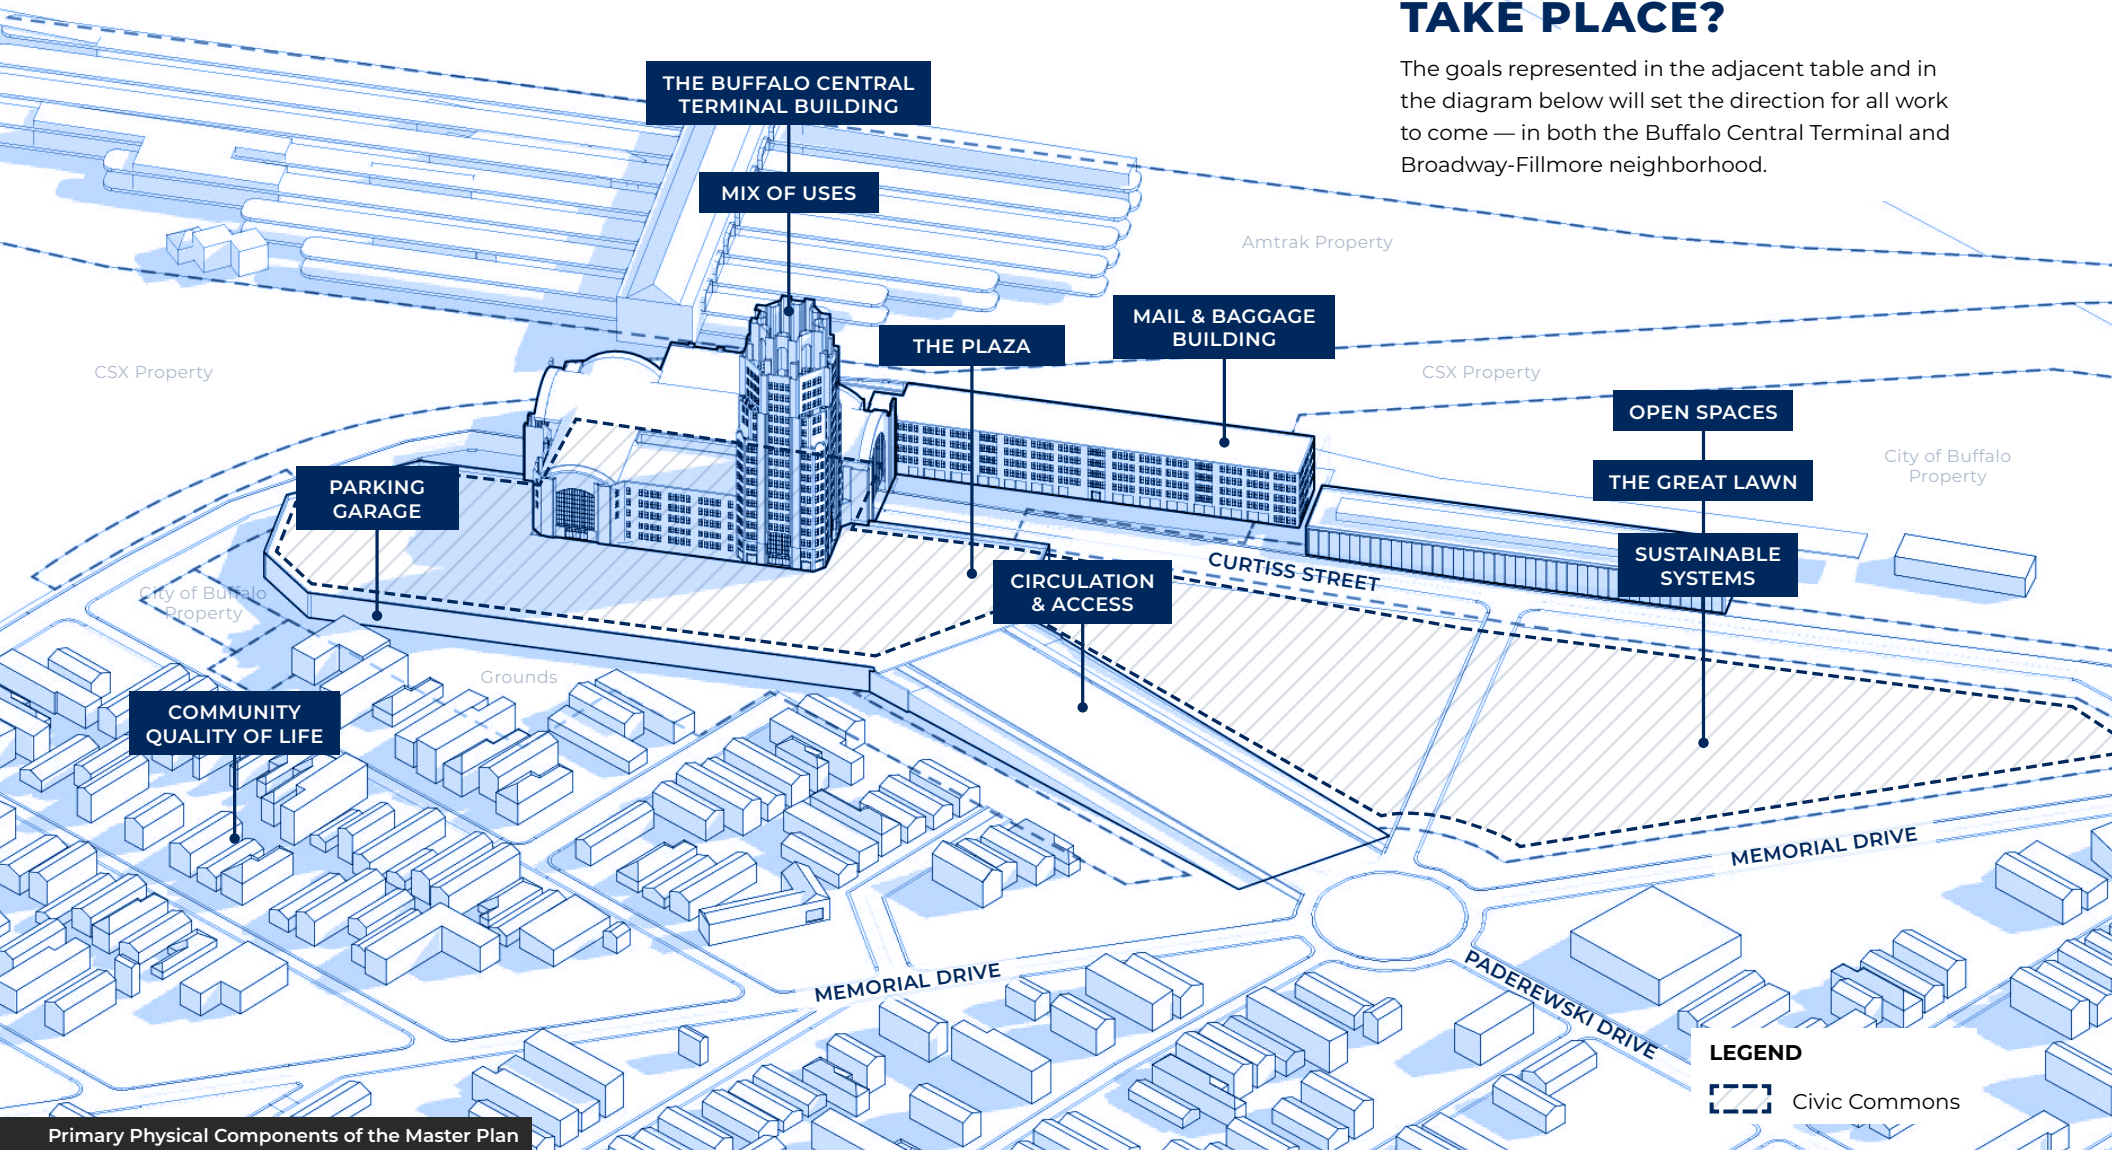 TAKE PLACE?
The goals represented in the adjacent table and in
the diagram below will set the direction for all work
to come — in both the Buffalo Central Terminal and
Broadway-Fillmore neighborhood.
THE BUFFALO CENTRAL
TERMINAL BUILDING
MIX OF USES
Amtrak Property
MAIL & BAGGAGE
BUILDING
THE PLAZA
CSX Property
CSX Property
OPEN SPACES
THE GREAT LAWN
City of Buffalo
Property
PARKING
GARAGE
SUSTAINABLE
SYSTEMS
CURTISS STREET
CIRCULATION
& ACCESS
City of Buffalo
Property
Grounds
COMMUNITY
QUALITY OF LIFE
MEMORIAL DRIVE
MEMORIAL DRIVE
PADEREWSKI DRIVE
LEGEND
Civic Commons
Primary Physical Components of the Master Plan